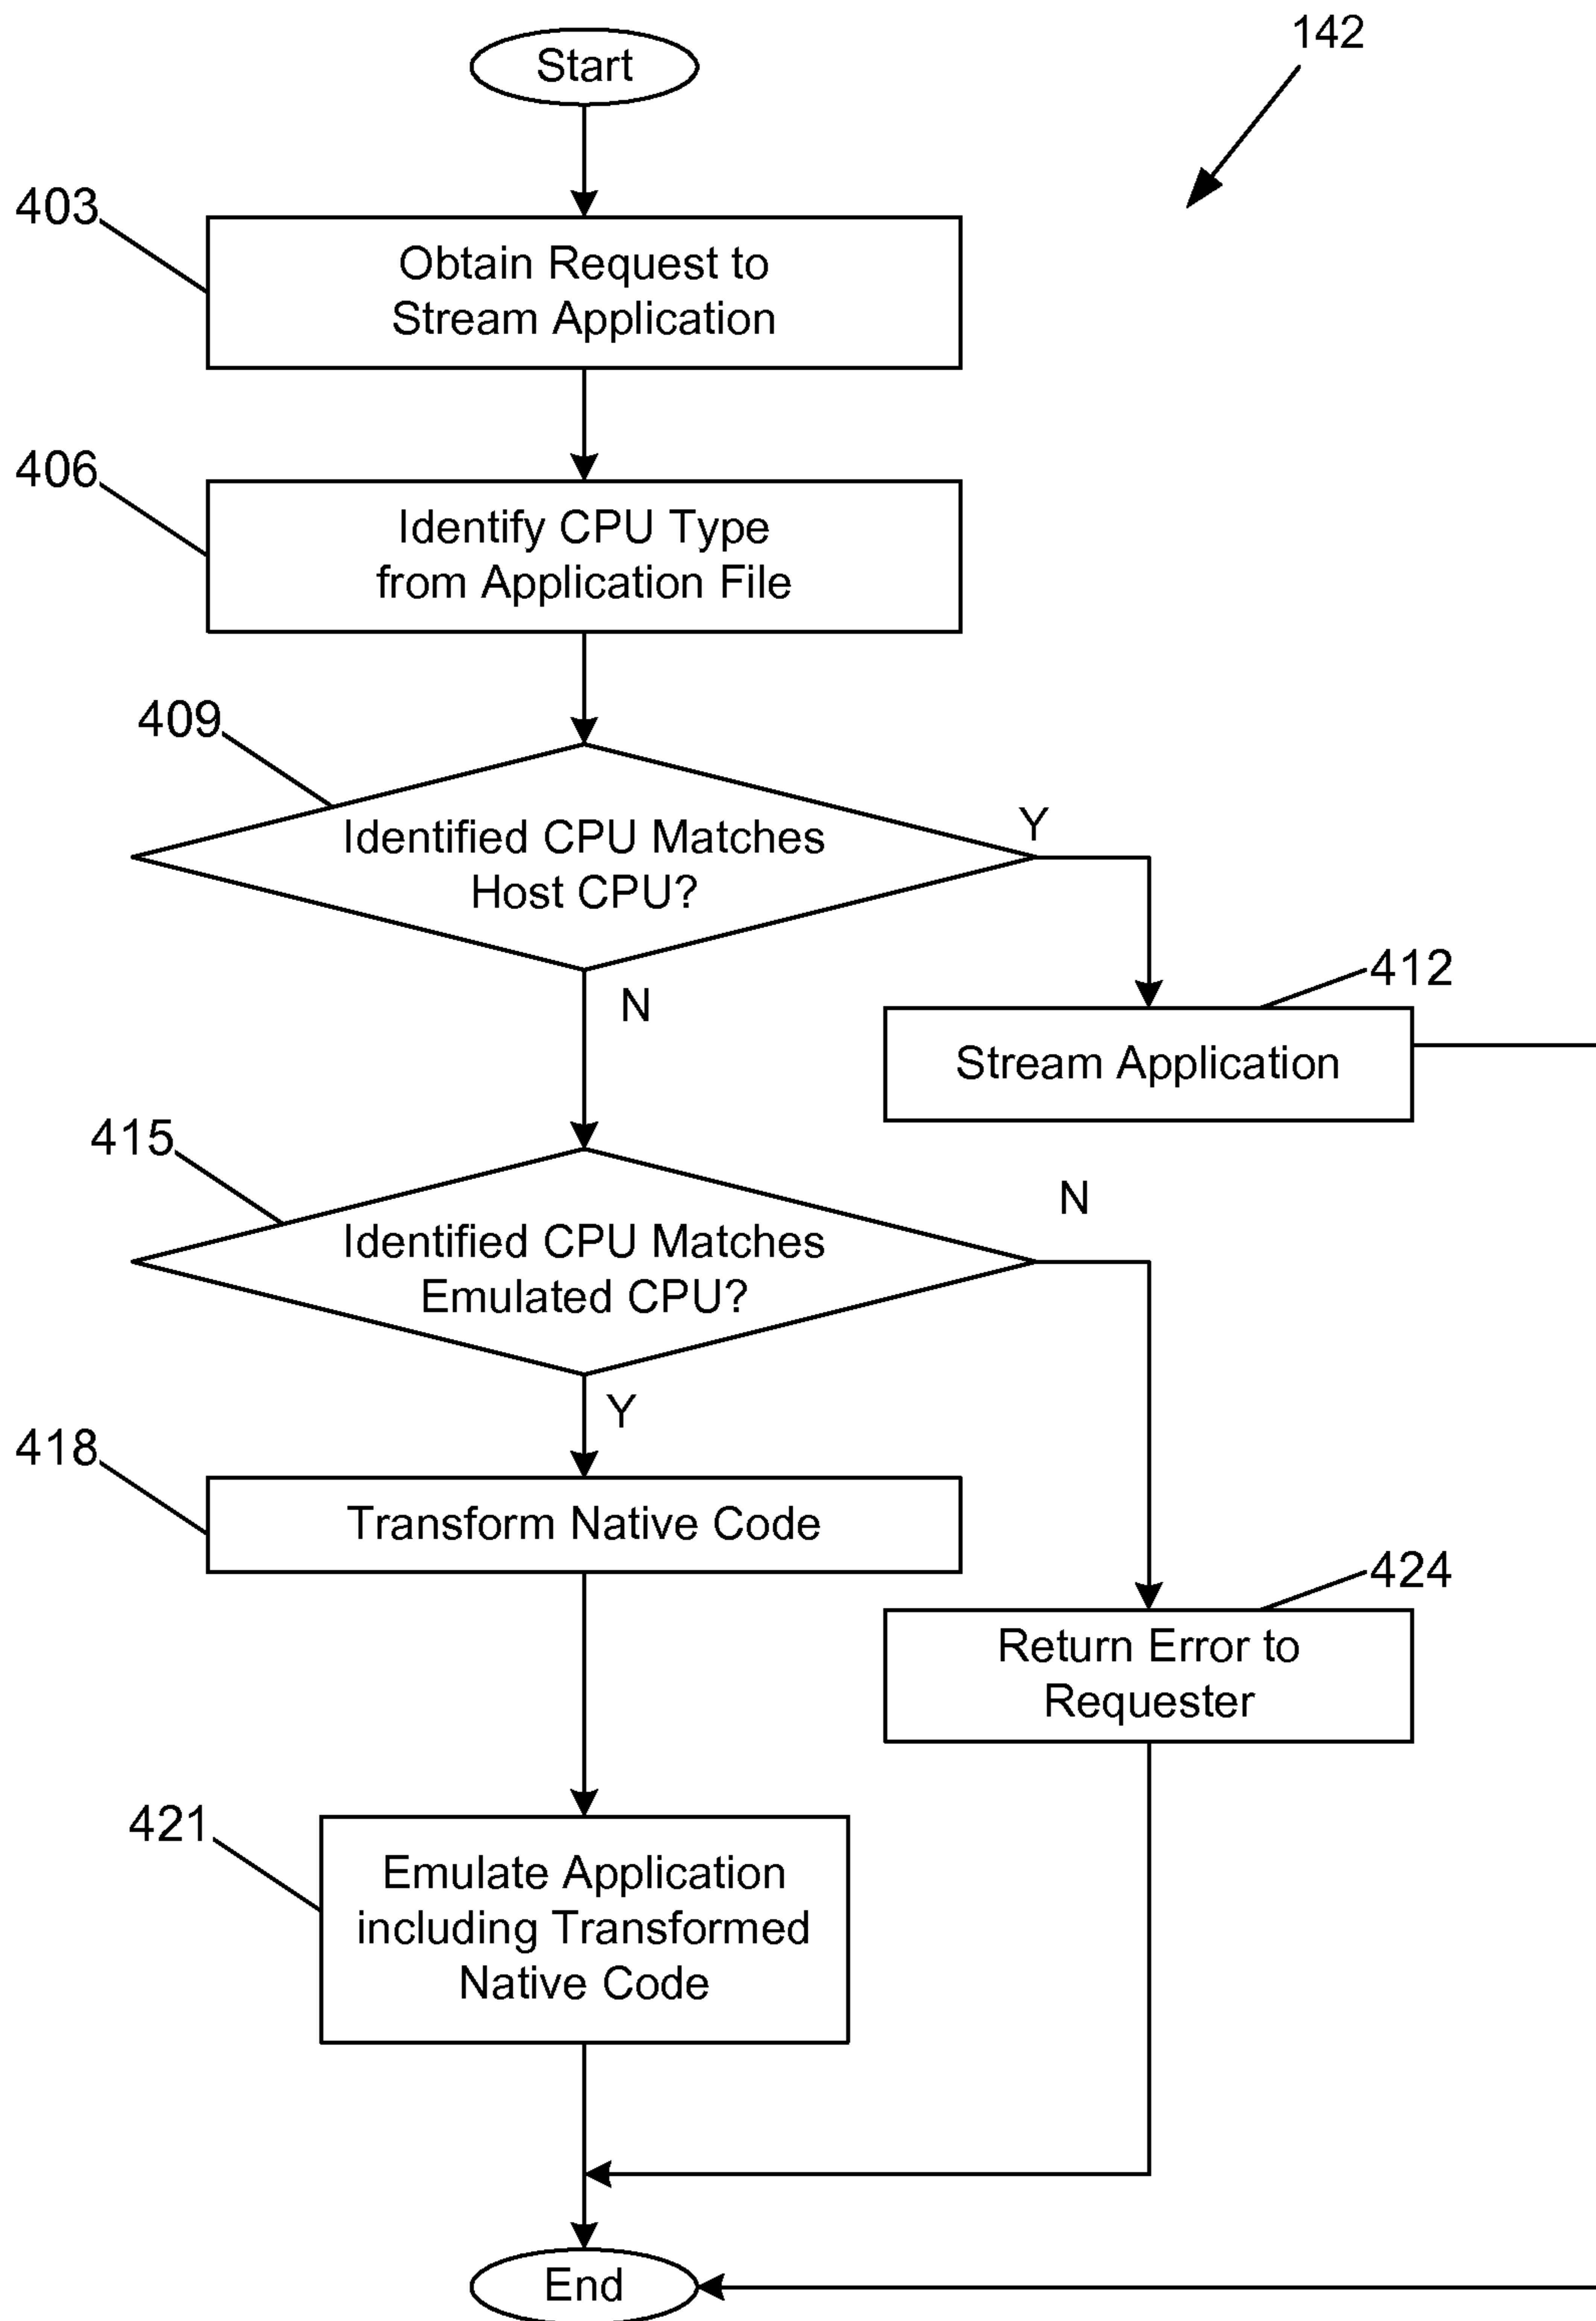 142
Start
403
Obtain Request to
Stream Application
406
Identify CPU Type
from Application File
409
Identified CPU Matches
Host CPU?
Y
N
412
Stream Application
415
Identified CPU Matches
Emulated CPU?
N
Y
418
Transform Native Code
424
Return Error to
Requester
421
Emulate Application
including Transformed
Native Code
End